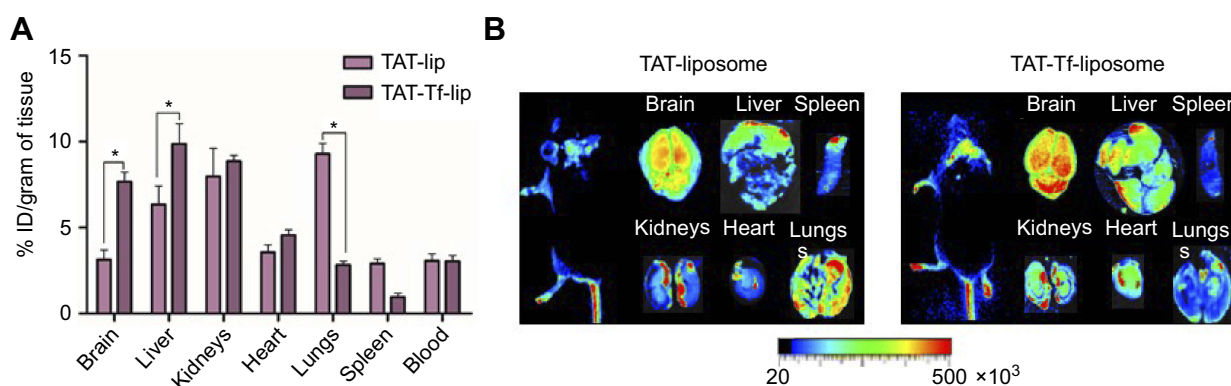 A
% ID/gram of tissue
15
10
5
0
TAT-lip
TAT-Tf-lip
*
*
*
Brain
Liver
Kidneys
Heart
Lungs
Spleen
Blood
B
TAT-liposome
Brain Liver Spleen
Kidneys Heart Lungs
s
TAT-Tf-liposome
Brain Liver Spleen
Kidneys Heart Lungs
s
20 500 ×10³